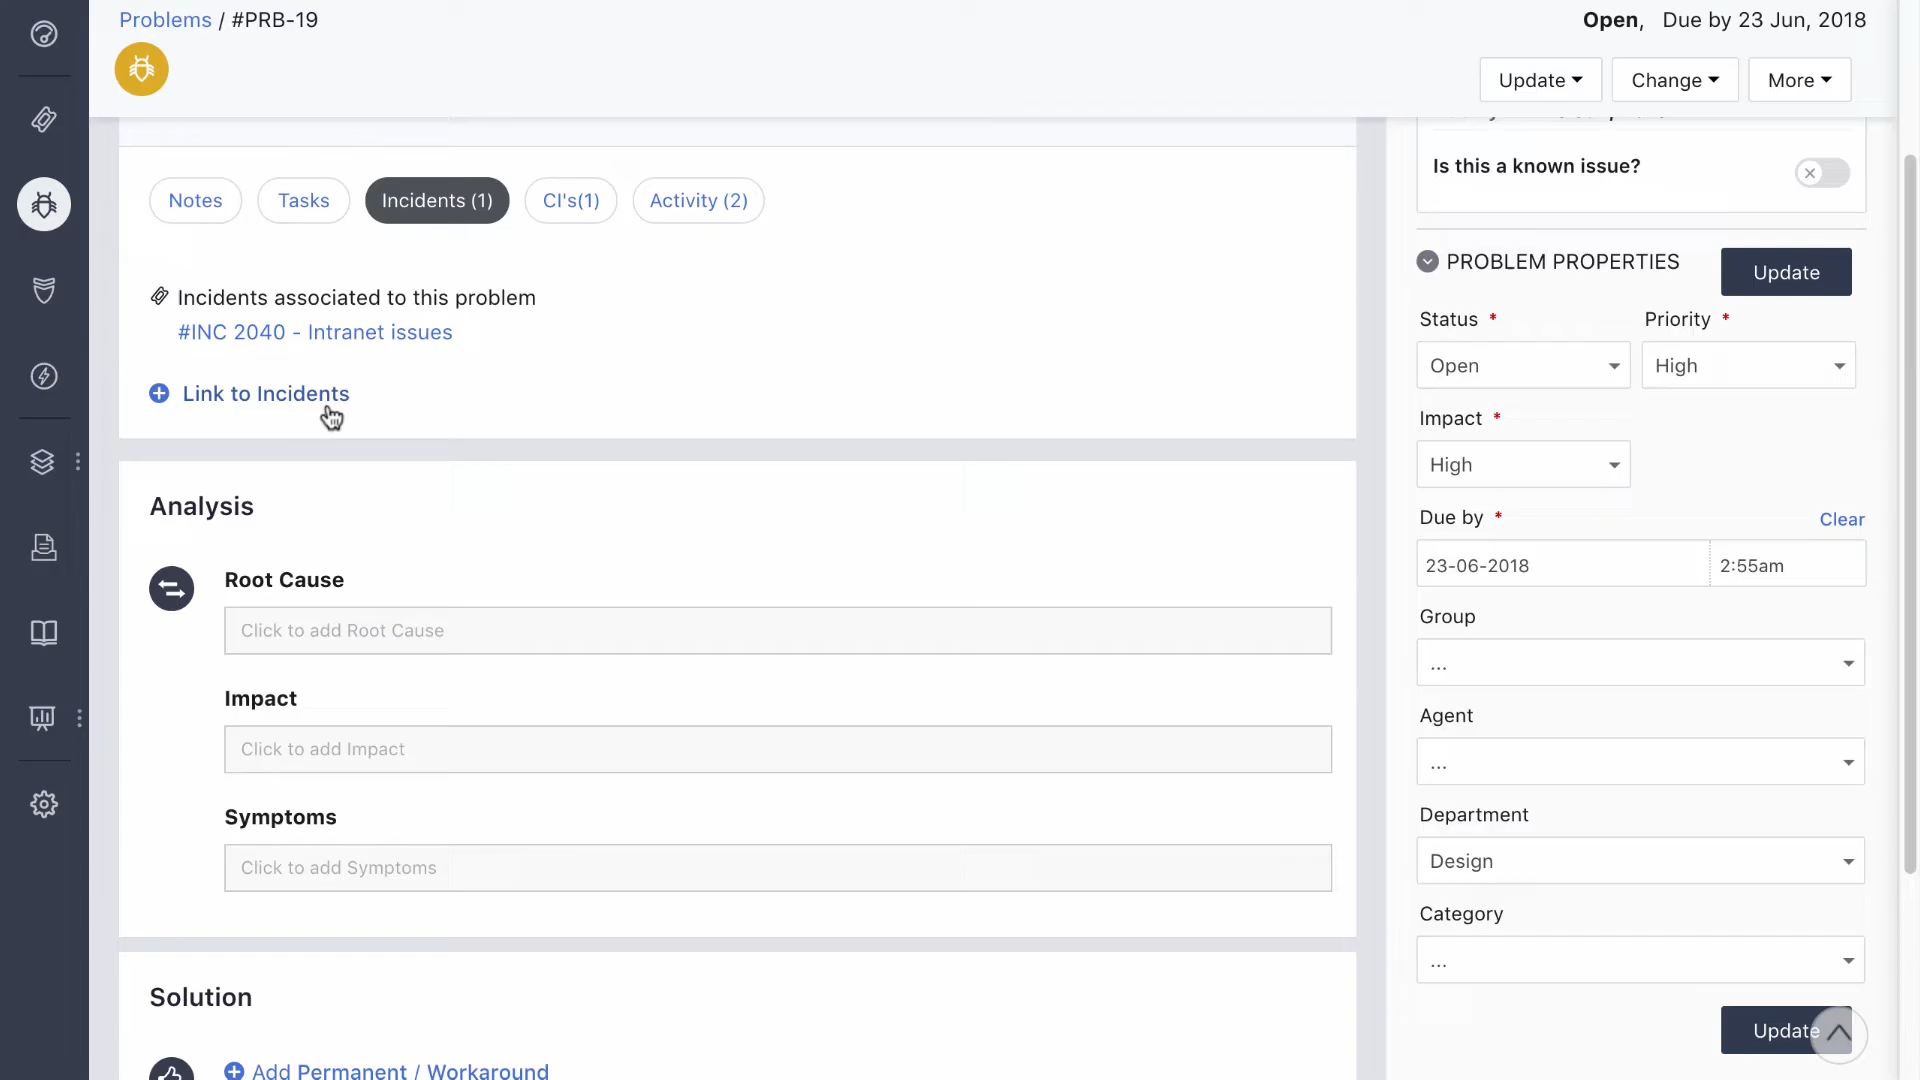 Problems / #PRB-19
Open, Due by 23 Jun, 2018
Update Change More
Is this a known issue?
Notes Tasks Incidents (1) CI's(1) Activity (2)
Incidents associated to this problem
#INC 2040 - Intranet issues
Link to Incidents
Analysis
Root Cause
Click to add Root Cause
Impact
Click to add Impact
Symptoms
Click to add Symptoms
Solution
Add Permanent / Workaround
PROBLEM PROPERTIES
Update
Status * Priority *
Open High
Impact *
High
Due by * Clear
23-06-2018 2:55am
Group
...
Agent
...
Department
Design
Category
...
Update